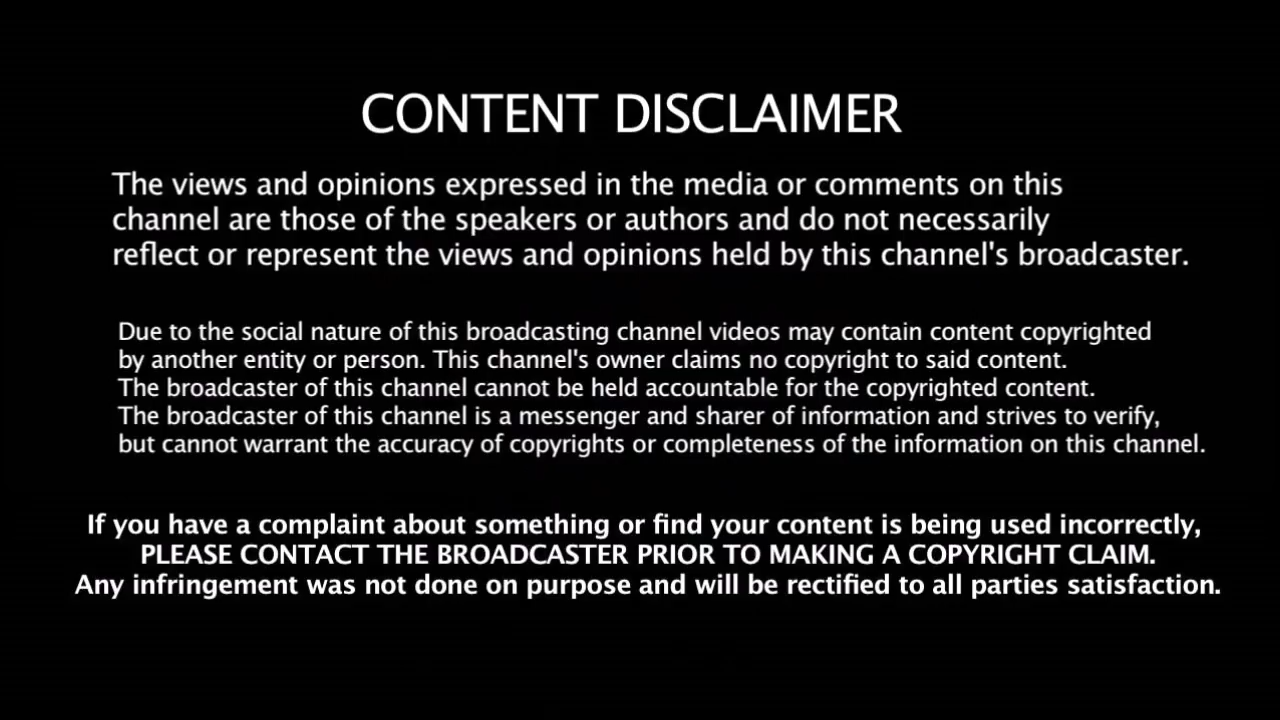 CONTENT DISCLAIMER
The views and opinions expressed in the media or comments on this
channel are those of the speakers or authors and do not necessarily
reflect or represent the views and opinions held by this channel's broadcaster.
Due to the social nature of this broadcasting channel videos may contain content copyrighted
by another entity or person. This channel's owner claims no copyright to said content.
The broadcaster of this channel cannot be held accountable for the copyrighted content.
The broadcaster of this channel is a messenger and sharer of information and strives to verify,
but cannot warrant the accuracy of copyrights or completeness of the information on this channel.
If you have a complaint about something or find your content is being used incorrectly,
PLEASE CONTACT THE BROADCASTER PRIOR TO MAKING A COPYRIGHT CLAIM.
Any infringement was not done on purpose and will be rectified to all parties satisfaction.